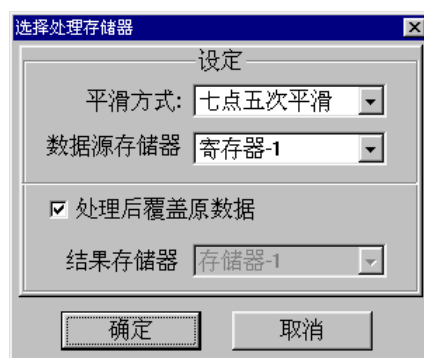 选择处理存储器
设定
平滑方式: 七点五次平滑
数据源存储器 寄存器-1
处理后覆盖原数据
结果存储器 存储器-1
确定 取消